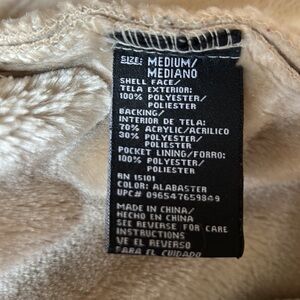 SIZE: MEDIUM/
MEDIANO
SHELL FACE/
TELA EXTERIOR:
100% POLYESTER/
POLIESTER
BACKING/
INTERIOR DE TELA:
70% ACRYLIC/ACRILICO
30% POLYESTER/
POLIESTER
POCKET LINING/FORRO:
100% POLYESTER/
POLIESTER
RN 15101
COLOR: ALABASTER
UPC# 096547659849
MADE IN CHINA/
HECHO EN CHINA
SEE REVERSE FOR CARE
INSTRUCTIONS
VE EL REVERSO
PARA EL CUIDADO